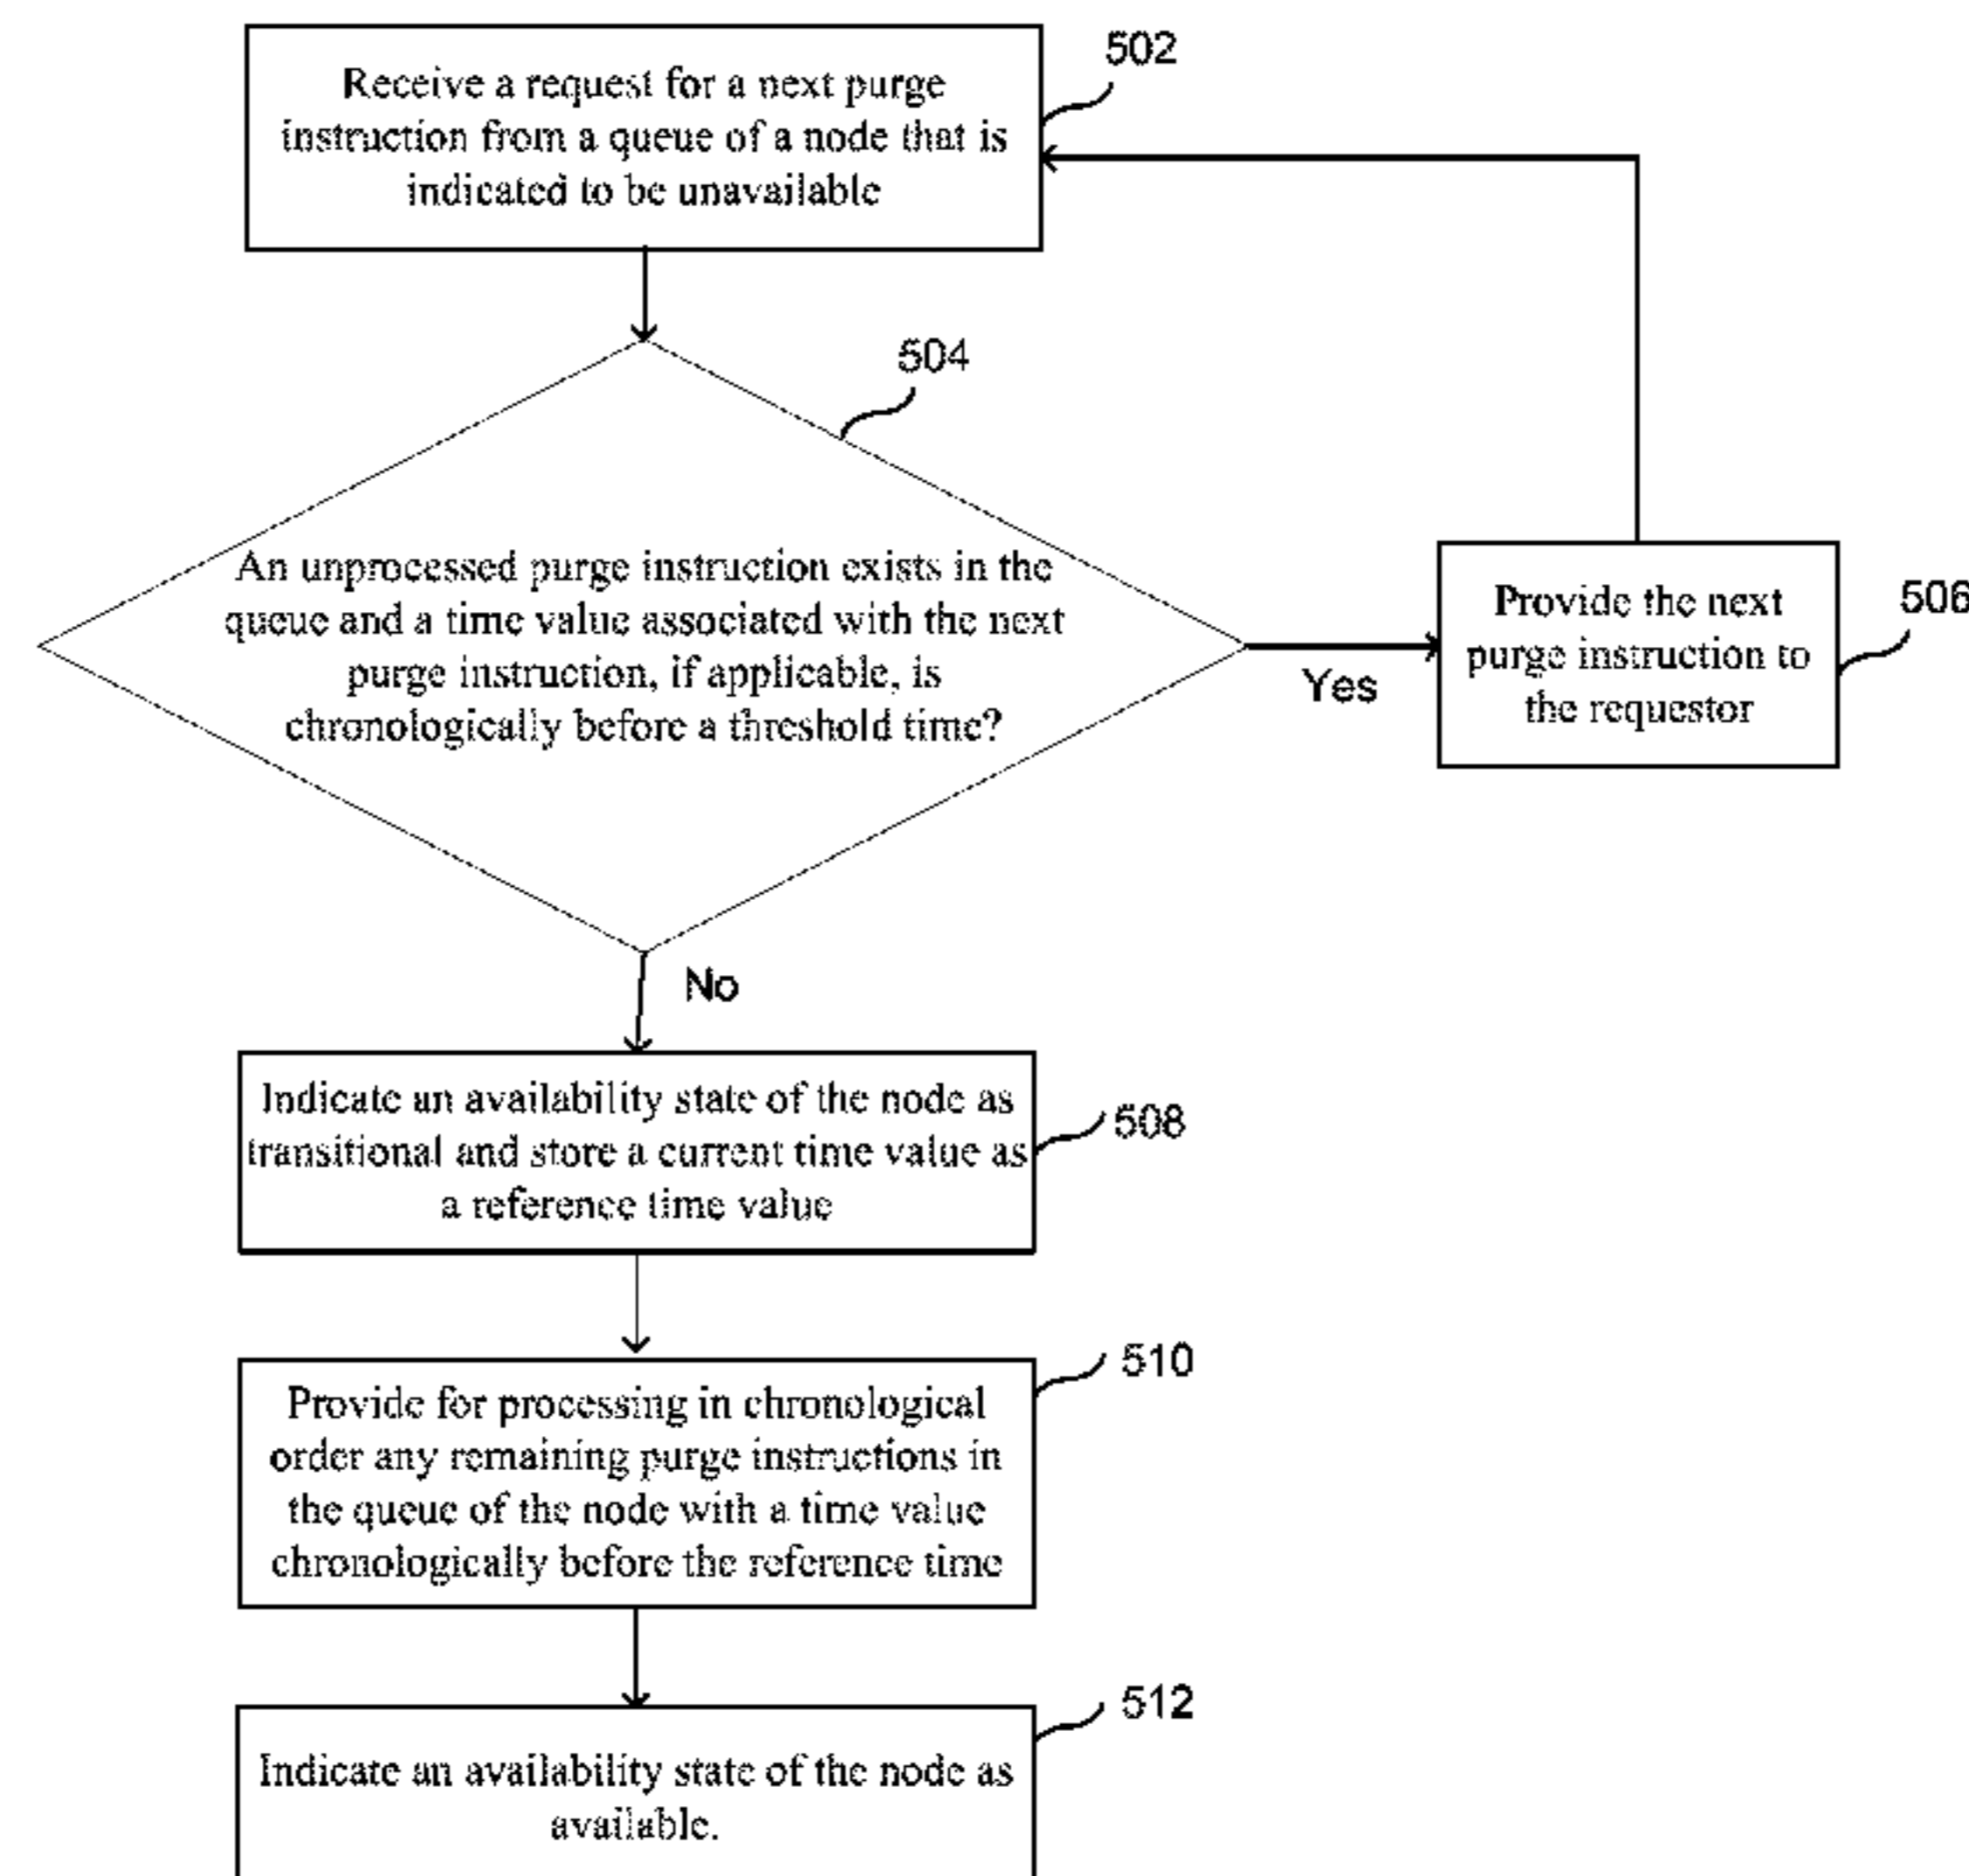 502
Receive a request for a next purge
instruction from a queue of a node that is
indicated to be unavailable
504
An unprocessed purge instruction exists in the
queue and a time value associated with the next
purge instruction, if applicable, is
chronologically before a threshold time?
Yes
Provide the next
purge instruction to
the requestor
506
No
Indicate an availability state of the node as
transitional and store a current time value as
a reference time value
508
510
Provide for processing in chronological
order any remaining purge instructions in
the queue of the node with a time value
chronologically before the reference time
512
Indicate an availability state of the node as
available.